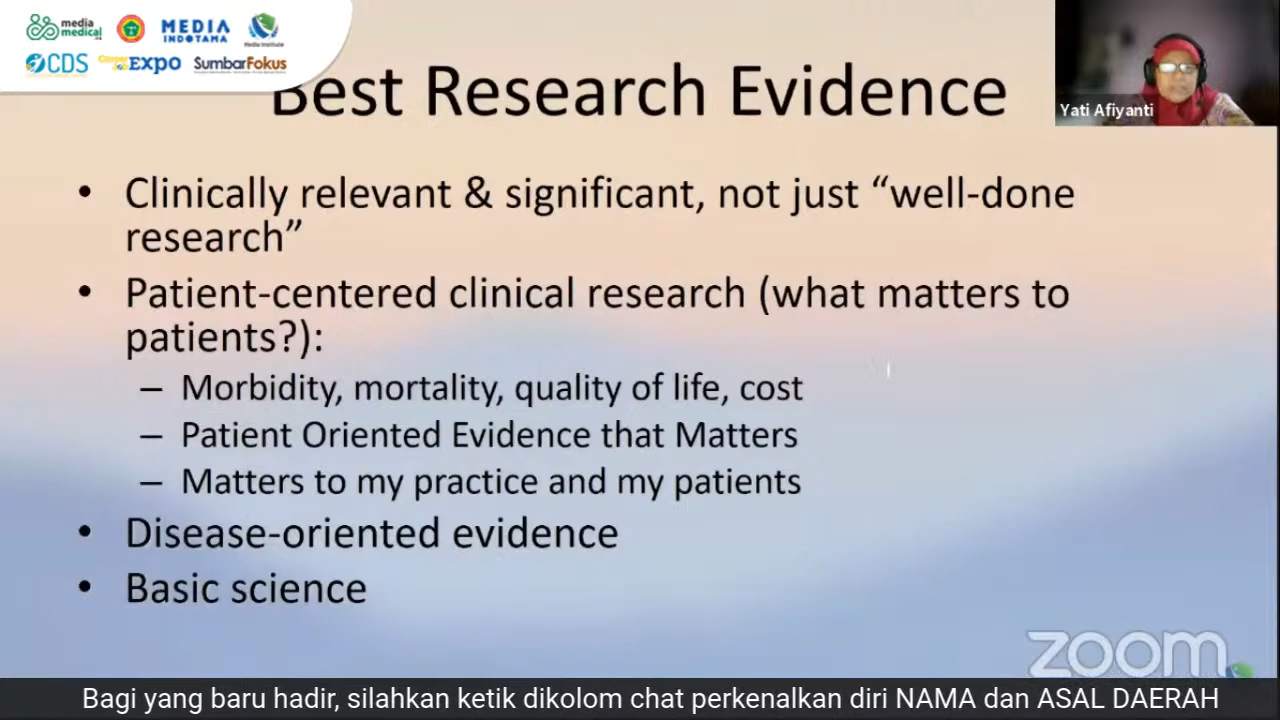 media
medical.id
MEDIA
INDOTAMA
Media Institute
CDS
Career
EXPO
SumbarFokus
Best Research Evidence
Yati Afiyanti
• Clinically relevant & significant, not just “well-done
research”
• Patient-centered clinical research (what matters to
patients?):
– Morbidity, mortality, quality of life, cost
– Patient Oriented Evidence that Matters
– Matters to my practice and my patients
• Disease-oriented evidence
• Basic science
zoom
Bagi yang baru hadir, silahkan ketik dikolom chat perkenalkan diri NAMA dan ASAL DAERAH